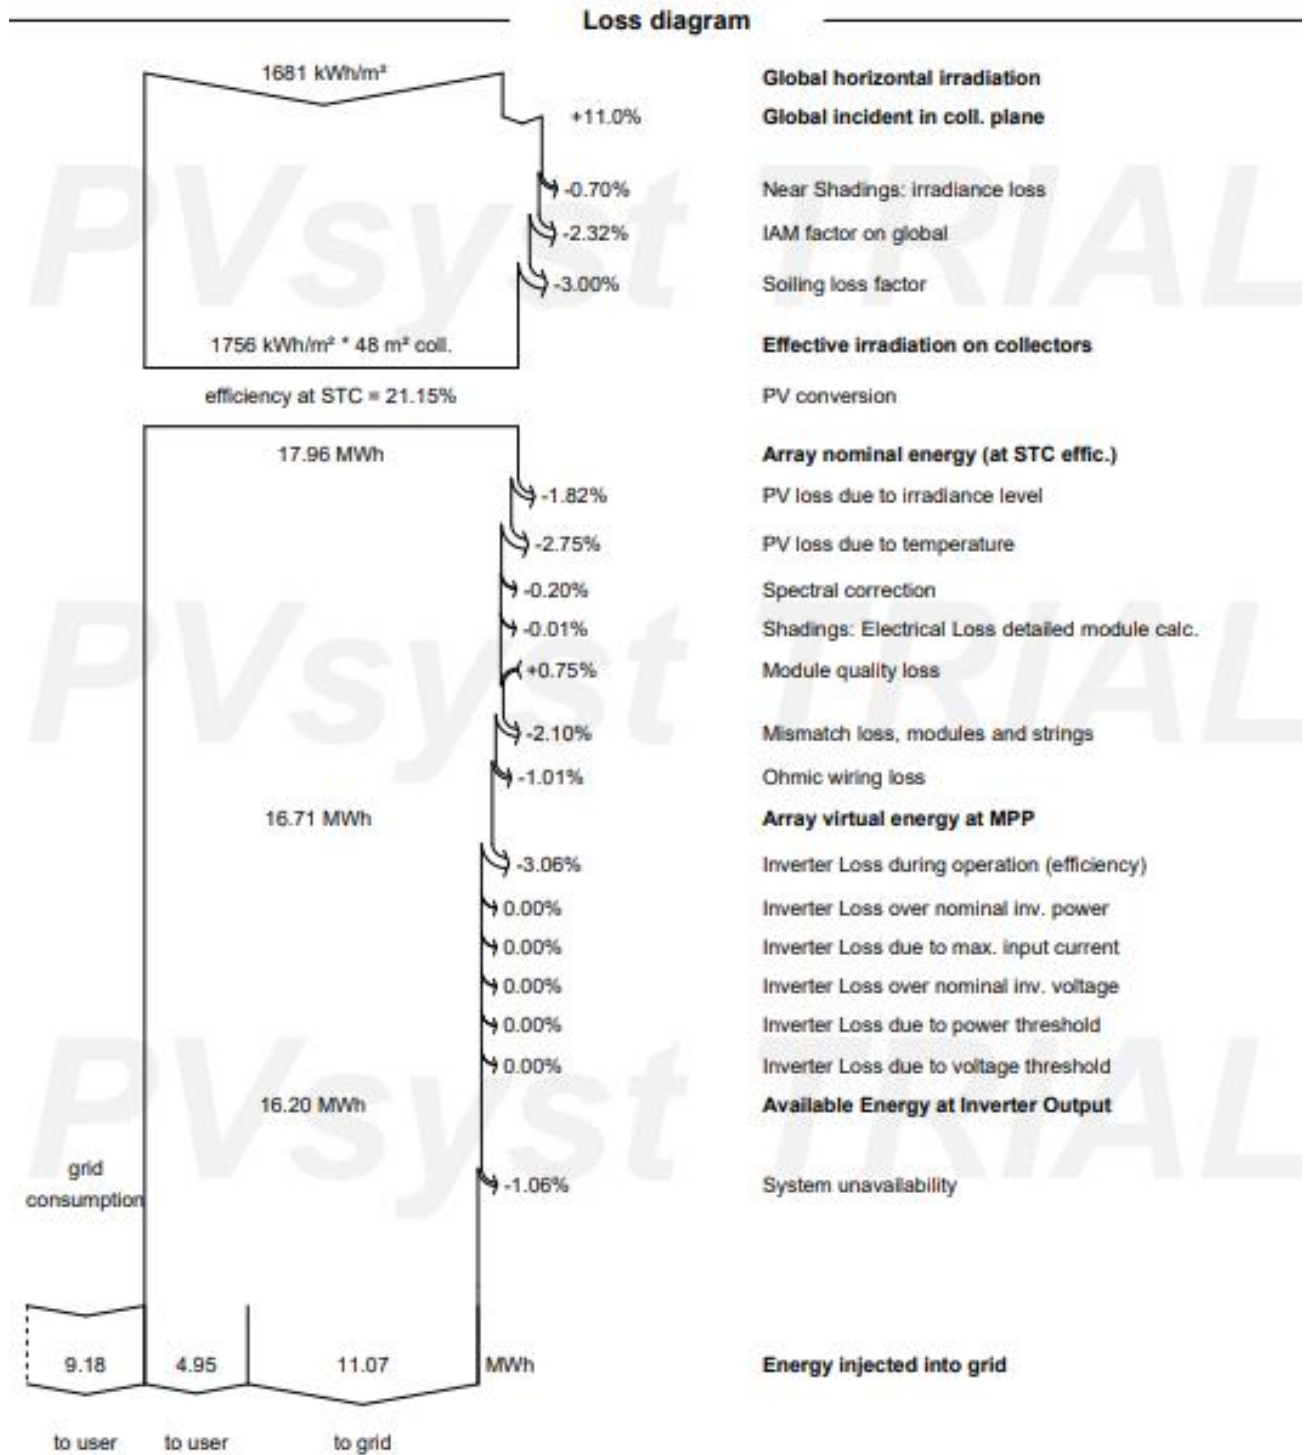 Loss diagram
1681 kWh/m²
Global horizontal irradiation
+11.0%
Global incident in coll. plane
-0.70%
Near Shadings: irradiance loss
-2.32%
IAM factor on global
-3.00%
Soiling loss factor
1756 kWh/m² * 48 m² coll.
Effective irradiation on collectors
efficiency at STC = 21.15%
PV conversion
17.96 MWh
Array nominal energy (at STC effic.)
-1.82%
PV loss due to irradiance level
-2.75%
PV loss due to temperature
-0.20%
Spectral correction
-0.01%
Shadings: Electrical Loss detailed module calc.
+0.75%
Module quality loss
-2.10%
Mismatch loss, modules and strings
-1.01%
Ohmic wiring loss
16.71 MWh
Array virtual energy at MPP
-3.06%
Inverter Loss during operation (efficiency)
0.00%
Inverter Loss over nominal inv. power
0.00%
Inverter Loss due to max. input current
0.00%
Inverter Loss over nominal inv. voltage
0.00%
Inverter Loss due to power threshold
0.00%
Inverter Loss due to voltage threshold
16.20 MWh
Available Energy at Inverter Output
grid
consumption
-1.06%
System unavailability
9.18
4.95
11.07
MWh
Energy injected into grid
to user
to user
to grid
PVsyst TRIAL
PVsyst TRIAL
PVsyst TRIAL